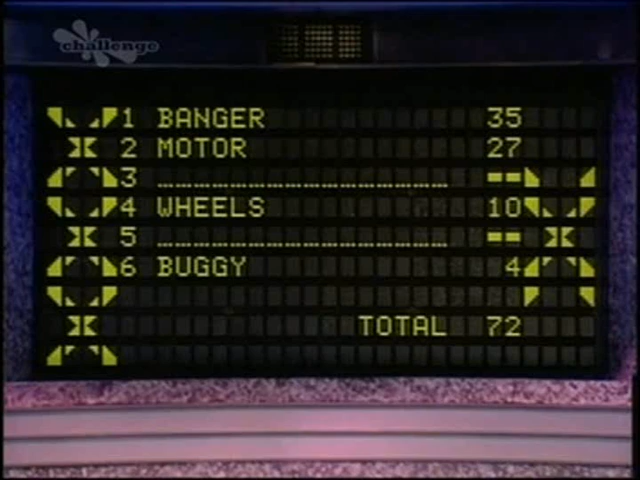 challenge
1 BANGER 35
2 MOTOR 27
3 ........................ --
4 WHEELS 10
5 ........................ --
6 BUGGY 4
TOTAL 72